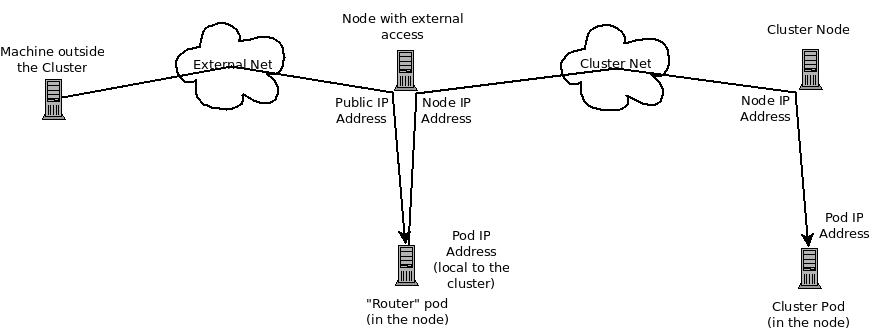 Machine outside
the Cluster
External Net
Node with external
access
Public IP
Address
Node IP
Address
Cluster Net
Cluster Node
Node IP
Address
Pod IP
Address
(local to the
cluster)
"Router" pod
(in the node)
Pod IP
Address
Cluster Pod
(in the node)